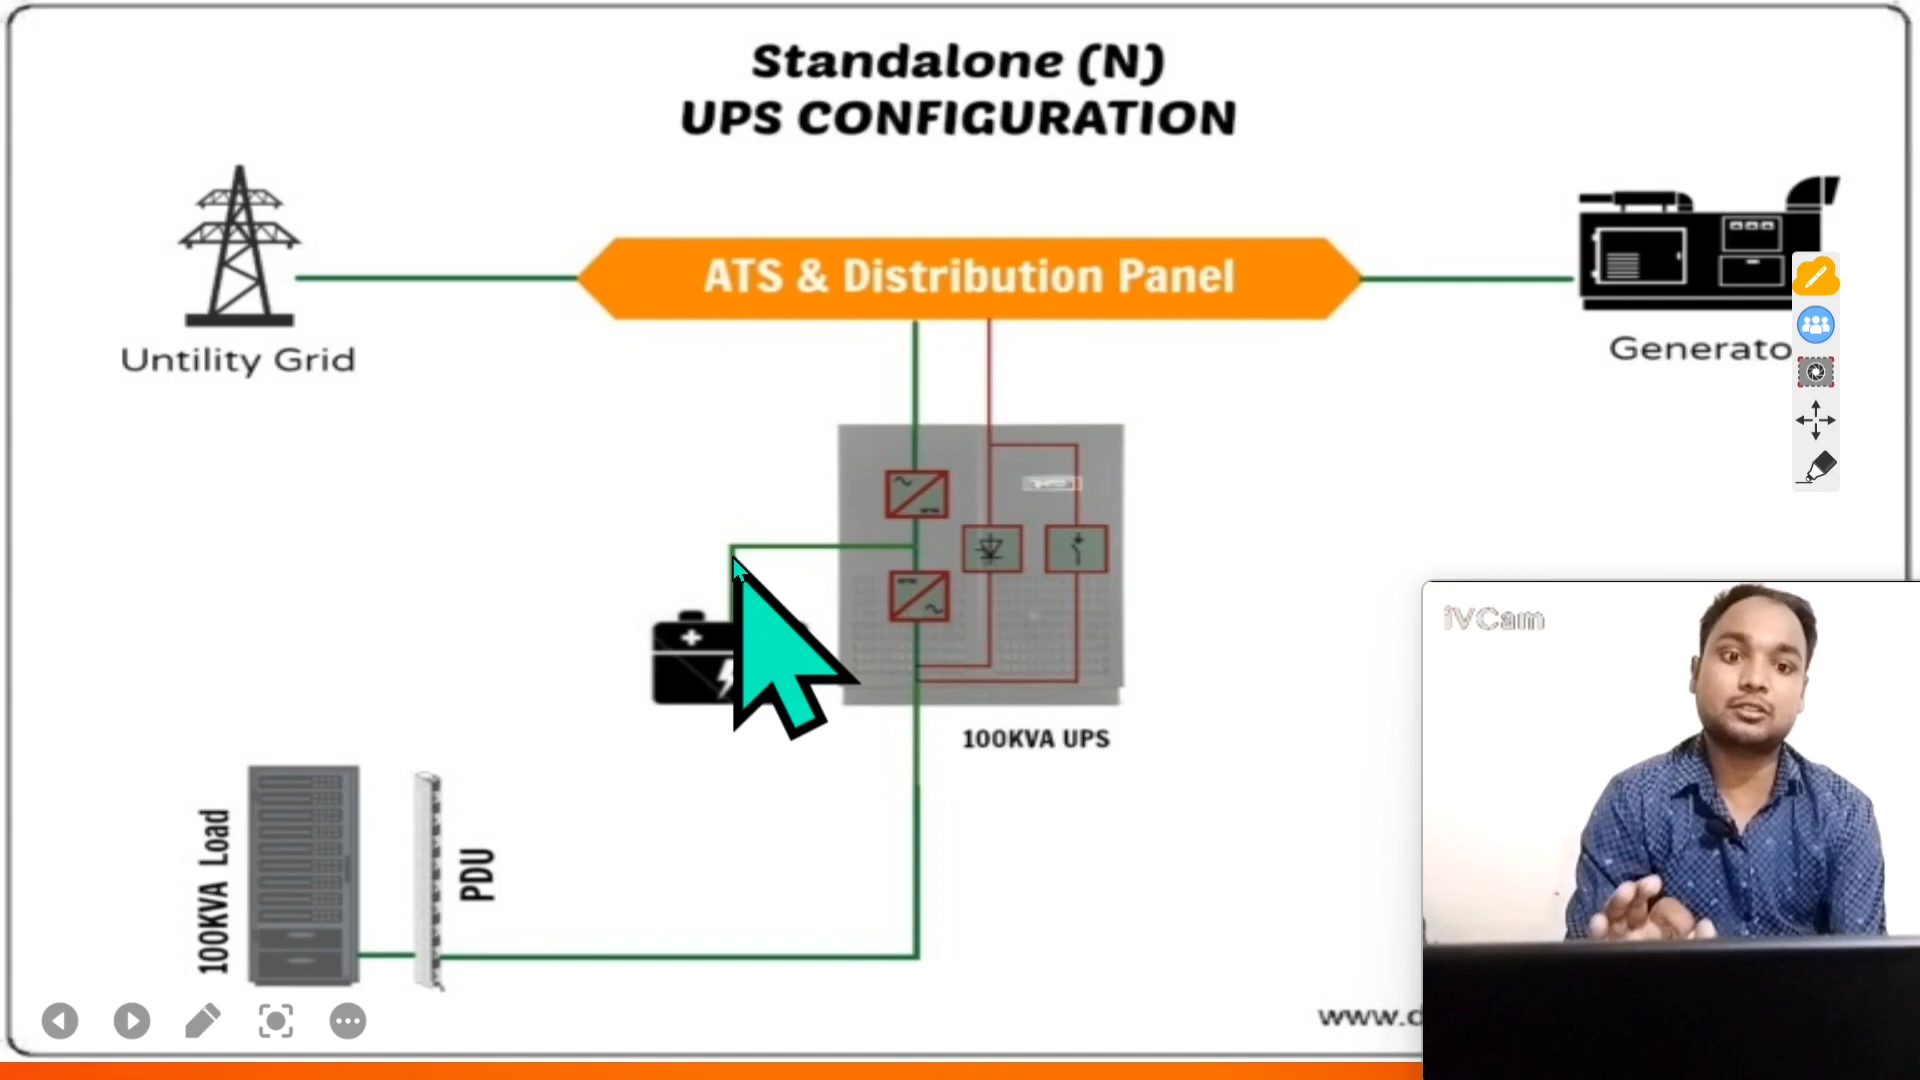 Standalone (N)
UPS CONFIGURATION
ATS & Distribution Panel
Untility Grid
Generato
iVCam
100KVA UPS
100KVA Load
PDU
www.d